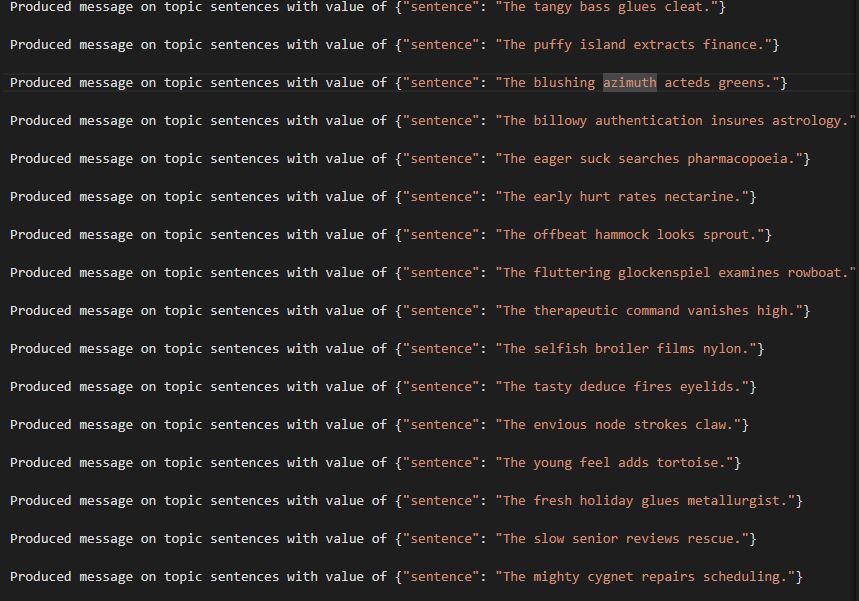 Produced message on topic sentences with value of {"sentence": "The tangy bass glues cleat."}
Produced message on topic sentences with value of {"sentence": "The puffy island extracts finance."}
Produced message on topic sentences with value of {"sentence": "The blushing azimuth acteds greens."}
Produced message on topic sentences with value of {"sentence": "The billowy authentication insures astrology."
Produced message on topic sentences with value of {"sentence": "The eager suck searches pharmacopoeia."}
Produced message on topic sentences with value of {"sentence": "The early hurt rates nectarine."}
Produced message on topic sentences with value of {"sentence": "The offbeat hammock looks sprout."}
Produced message on topic sentences with value of {"sentence": "The fluttering glockenspiel examines rowboat."
Produced message on topic sentences with value of {"sentence": "The therapeutic command vanishes high."}
Produced message on topic sentences with value of {"sentence": "The selfish broiler films nylon."}
Produced message on topic sentences with value of {"sentence": "The tasty deduce fires eyelids."}
Produced message on topic sentences with value of {"sentence": "The envious node strokes claw."}
Produced message on topic sentences with value of {"sentence": "The young feel adds tortoise."}
Produced message on topic sentences with value of {"sentence": "The fresh holiday glues metallurgist."}
Produced message on topic sentences with value of {"sentence": "The slow senior reviews rescue."}
Produced message on topic sentences with value of {"sentence": "The mighty cygnet repairs scheduling."}